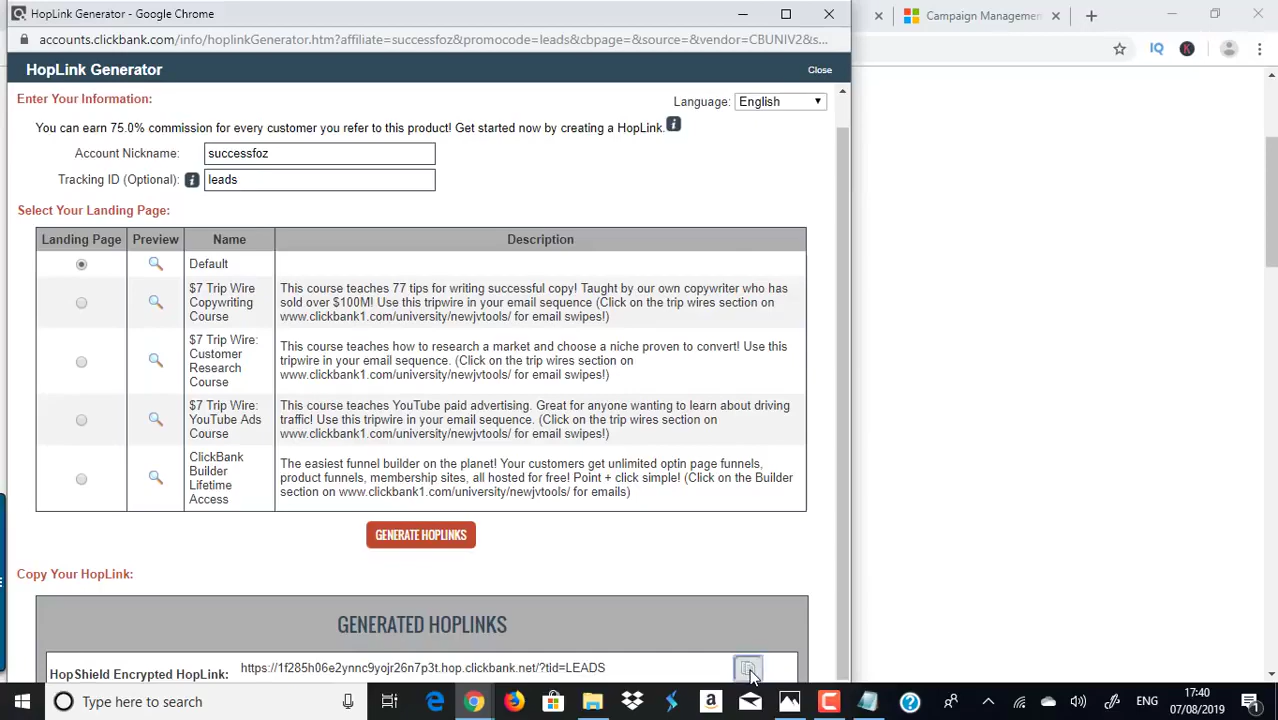 HopLink Generator - Google Chrome
Campaign Managemen
accounts.clickbank.com/info/hoplinkGenerator.htm?affiliate=successfoz&promocode=leads&cbpage=&source=&vendor=CBUNIV2&s...
HopLink Generator
Close
Enter Your Information:
Language: English
You can earn 75.0% commission for every customer you refer to this product! Get started now by creating a HopLink.
Account Nickname: successfoz
Tracking ID (Optional): leads
Select Your Landing Page:
Landing Page Preview Name Description
Default
$7 Trip Wire
Copywriting
Course
This course teaches 77 tips for writing successful copy! Taught by our own copywriter who has
sold over $100M! Use this tripwire in your email sequence (Click on the trip wires section on
www.clickbank1.com/university/newjvtools/ for email swipes!)
$7 Trip Wire:
Customer
Research
Course
This course teaches how to research a market and choose a niche proven to convert! Use this
tripwire in your email sequence. (Click on the trip wires section on
www.clickbank1.com/university/newjvtools/ for email swipes!)
$7 Trip Wire:
YouTube Ads
Course
This course teaches YouTube paid advertising. Great for anyone wanting to learn about driving
traffic! Use this tripwire in your email sequence. (Click on the trip wires section on
www.clickbank1.com/university/newjvtools/ for email swipes!)
ClickBank
Builder
Lifetime
Access
The easiest funnel builder on the planet! Your customers get unlimited optin page funnels,
product funnels, membership sites, all hosted for free! Point + click simple! (Click on the Builder
section on www.clickbank1.com/university/newjvtools/ for emails)
GENERATE HOPLINKS
Copy Your HopLink:
GENERATED HOPLINKS
HopShield Encrypted HopLink: https://1f285h06e2ynnc9yojr26n7p3t.hop.clickbank.net/?tid=LEADS
Type here to search
ENG
17:40
07/08/2019
1